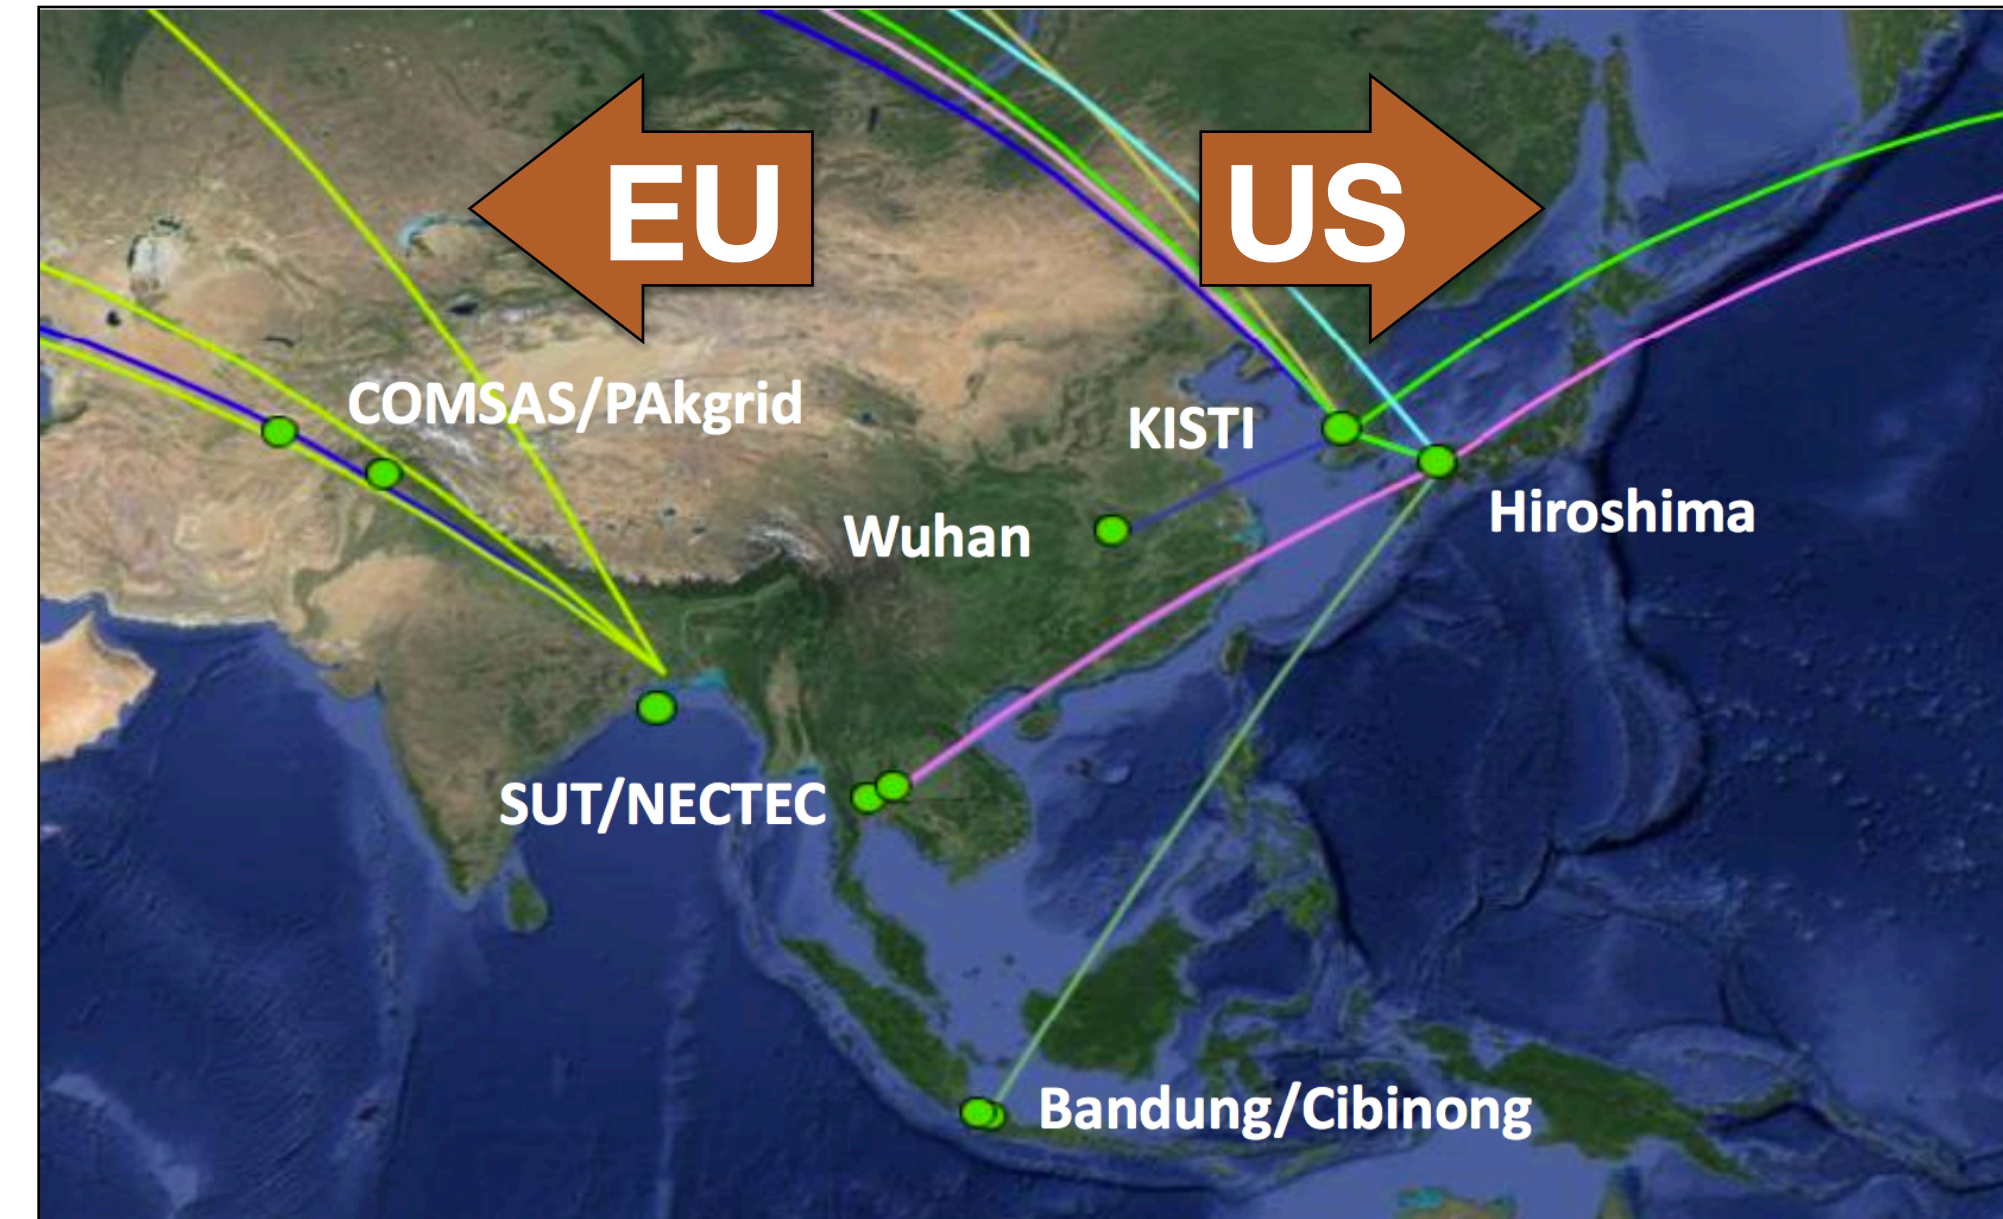 EU
US
COMSAS/PAkgrid
KISTI
Wuhan
Hiroshima
SUT/NECTEC
Bandung/Cibinong